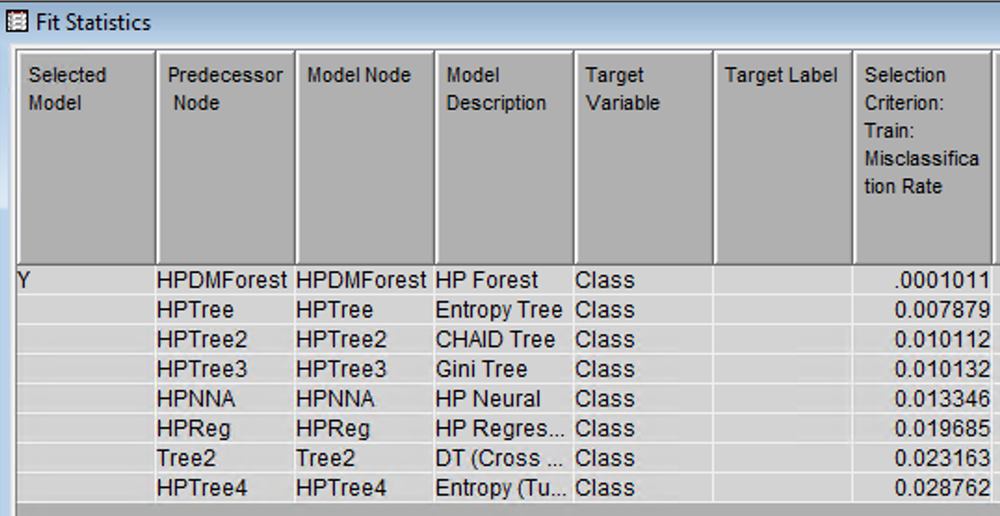 Fit Statistics
Selected Model Predecessor Node Model Node Model Description Target Variable Target Label Selection Criterion: Train: Misclassifica tion Rate
Y HPDMForest HPDMForest HP Forest Class .0001011
HPTree HPTree Entropy Tree Class 0.007879
HPTree2 HPTree2 CHAID Tree Class 0.010112
HPTree3 HPTree3 Gini Tree Class 0.010132
HPNNA HPNNA HP Neural Class 0.013346
HPReg HPReg HP Regres... Class 0.019685
Tree2 Tree2 DT (Cross ... Class 0.023163
HPTree4 HPTree4 Entropy (Tu... Class 0.028762